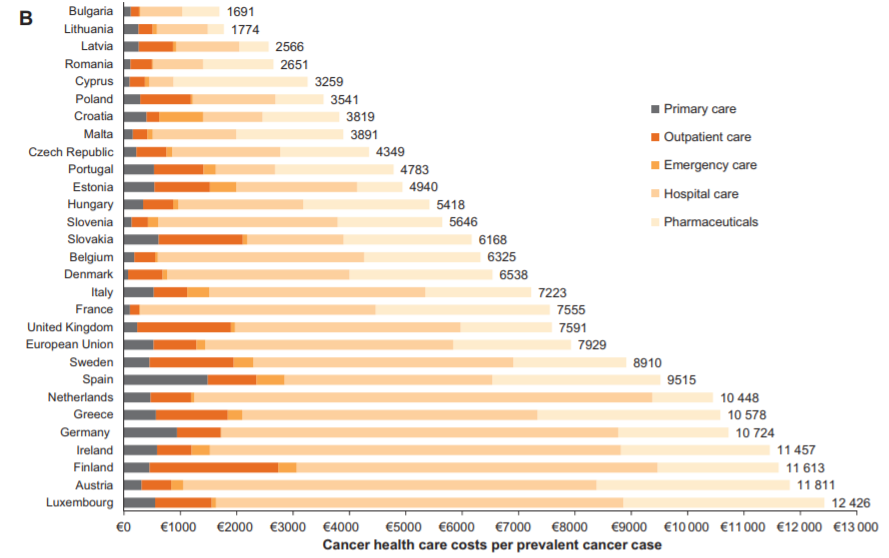 B
Bulgaria 1691
Lithuania 1774
Latvia 2566
Romania 2651
Cyprus 3259
Poland 3541
Croatia 3819
Malta 3891
Czech Republic 4349
Portugal 4783
Estonia 4940
Hungary 5418
Slovenia 5646
Slovakia 6168
Belgium 6325
Denmark 6538
Italy 7223
France 7555
United Kingdom 7591
European Union 7929
Sweden 8910
Spain 9515
Netherlands 10 448
Greece 10 578
Germany 10 724
Ireland 11 457
Finland 11 613
Austria 11 811
Luxembourg 12 426
Primary care
Outpatient care
Emergency care
Hospital care
Pharmaceuticals
€0 €1000 €2000 €3000 €4000 €5000 €6000 €7000 €8000 €9000 €10 000 €11 000 €12 000 €13 000
Cancer health care costs per prevalent cancer case